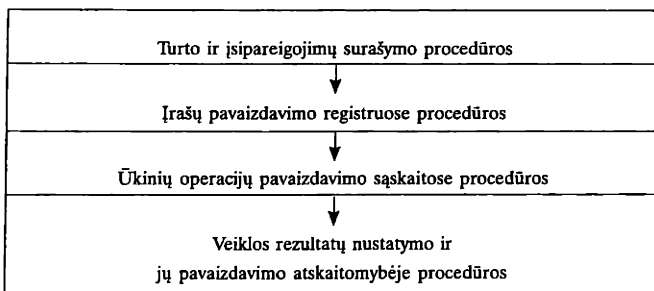 Turto ir įsipareigojimų surašymo procedūros
Įrašų pavaizdavimo registruose procedūros
Ūkinių operacijų pavaizdavimo sąskaitose procedūros
Veiklos rezultatų nustatymo ir
jų pavaizdavimo atskaitomybėje procedūros